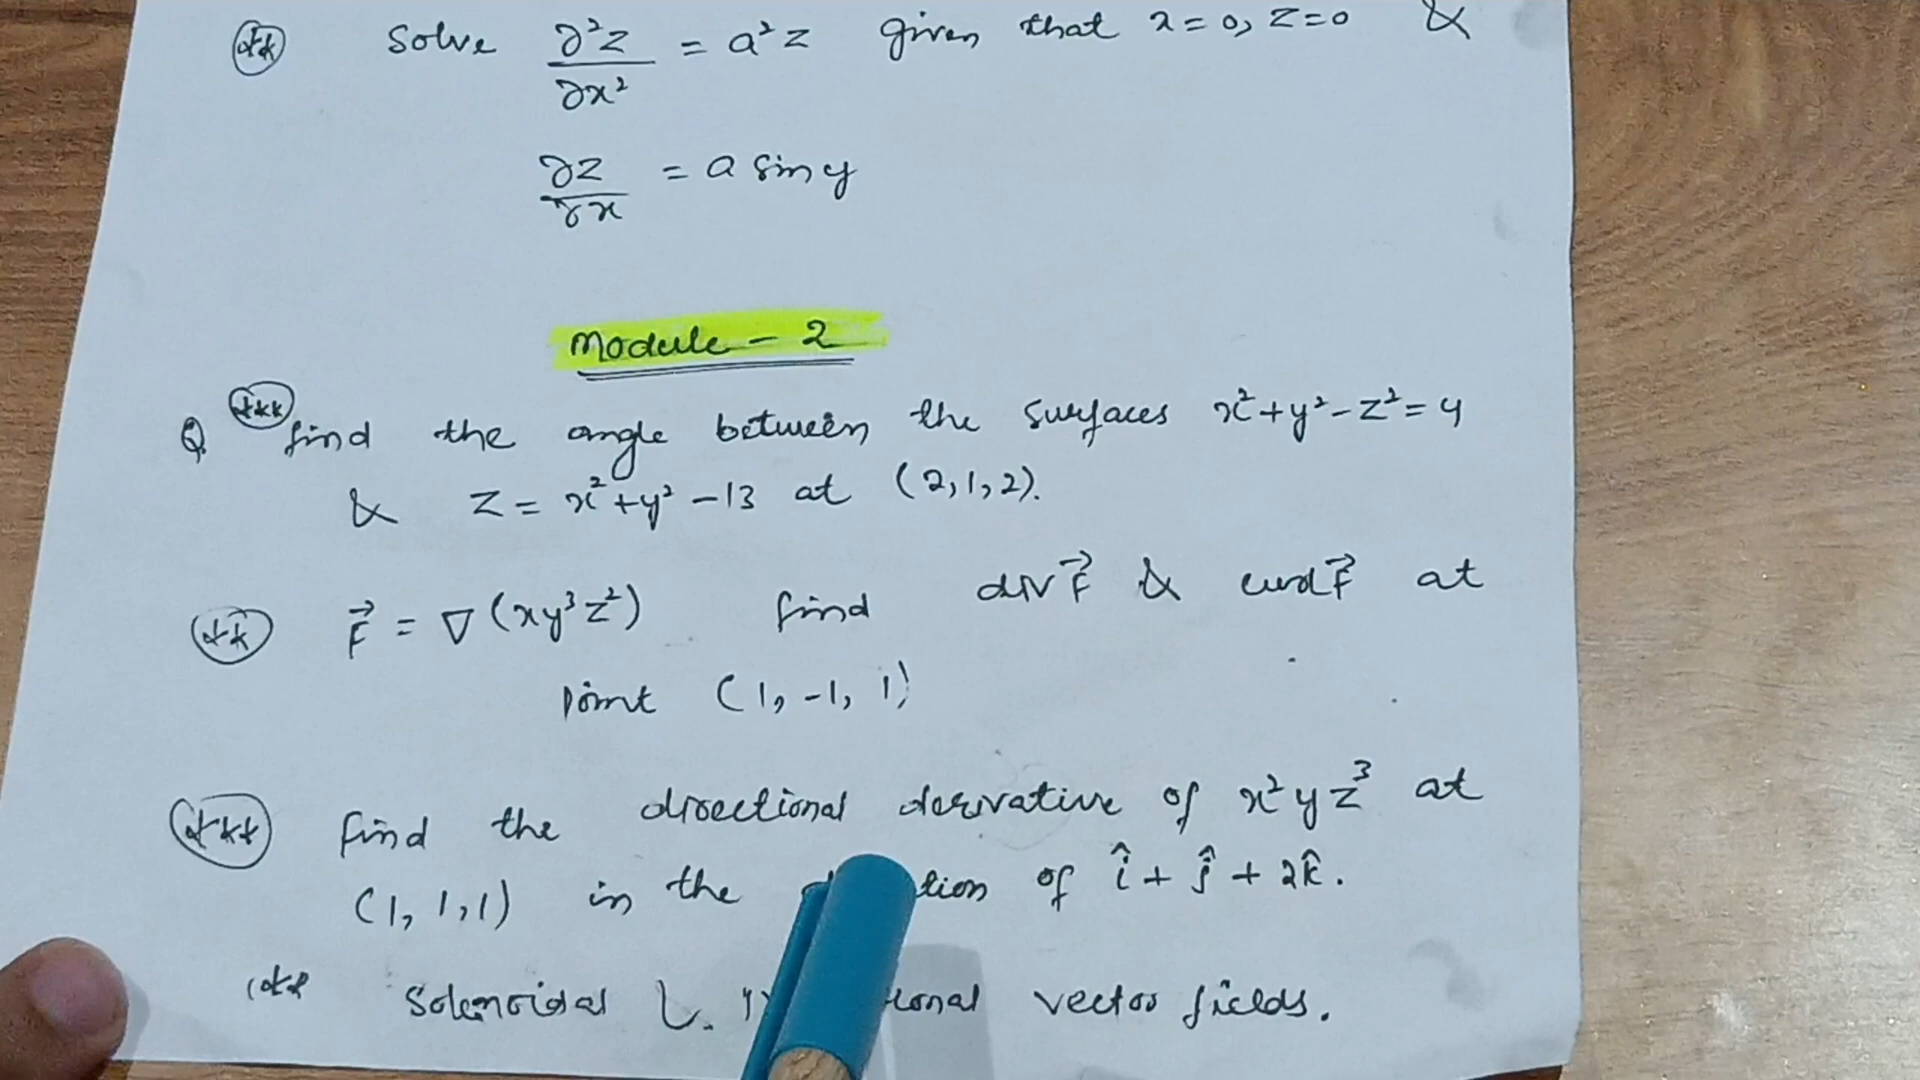 ** Solve ∂²z/∂x² = a²z given that x=0, z=0 &
∂z/∂x = a sin y
Module - 2
Q *** find the angle between the surfaces x²+y²-z²=4
& z = x²+y²-13 at (2,1,2).
** F⃗ = ∇(xy³z²) find div F⃗ & curl F⃗ at
point (1, -1, 1)
*** find the directional derivative of x²yz³ at
(1, 1, 1) in the of î + ĵ + 2k̂.
Solenoidal & vector fields.